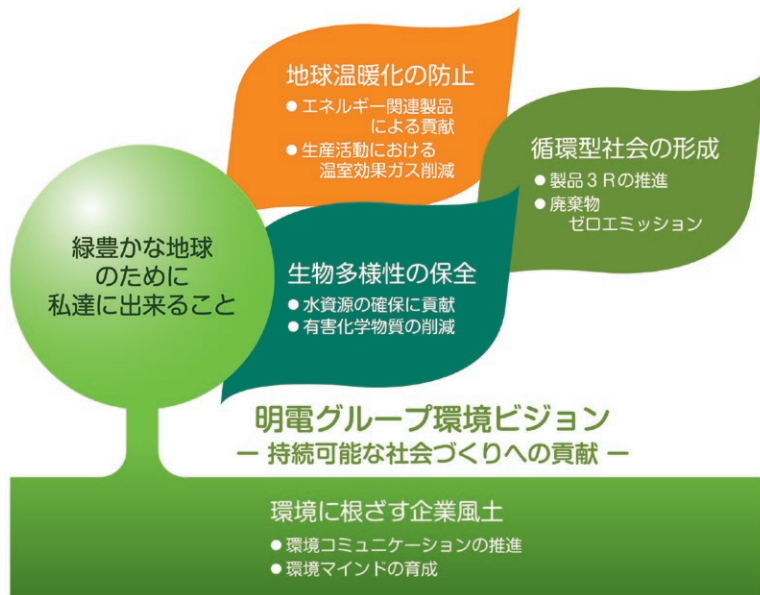 緑豊かな地球
のために
私達に出来ること
地球温暖化の防止
●エネルギー関連製品
による貢献
●生産活動における
温室効果ガス削減
循環型社会の形成
●製品3Rの推進
●廃棄物
ゼロエミッション
生物多様性の保全
●水資源の確保に貢献
●有害化学物質の削減
明電グループ環境ビジョン
― 持続可能な社会づくりへの貢献 ―
環境に根ざす企業風土
●環境コミュニケーションの推進
●環境マインドの育成